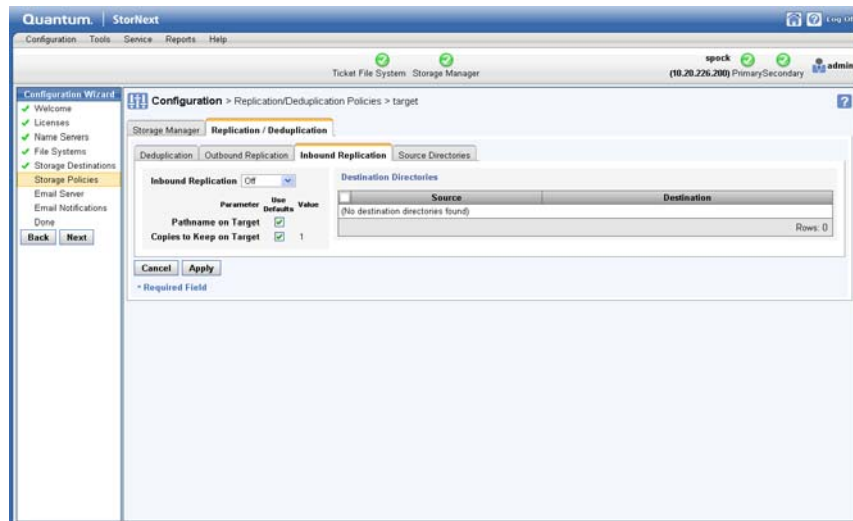 Quantum. StorNext
Log Of
Configuration Tools Service Reports Help
Ticket File System Storage Manager
spock
(10.20.226.200) Primary Secondary
admin
Configuration Wizard
Welcome
Licenses
Name Servers
File Systems
Storage Destinations
Storage Policies
Email Server
Email Notifications
Done
Back Next
Configuration > Replication/Deduplication Policies > target
?
Storage Manager Replication / Deduplication
Deduplication Outbound Replication Inbound Replication Source Directories
Inbound Replication Off
Parameter Use Defaults Value
Pathname on Target
Copies to Keep on Target 1
Destination Directories
Source Destination
(No destination directories found)
Rows: 0
Cancel Apply
* Required Field